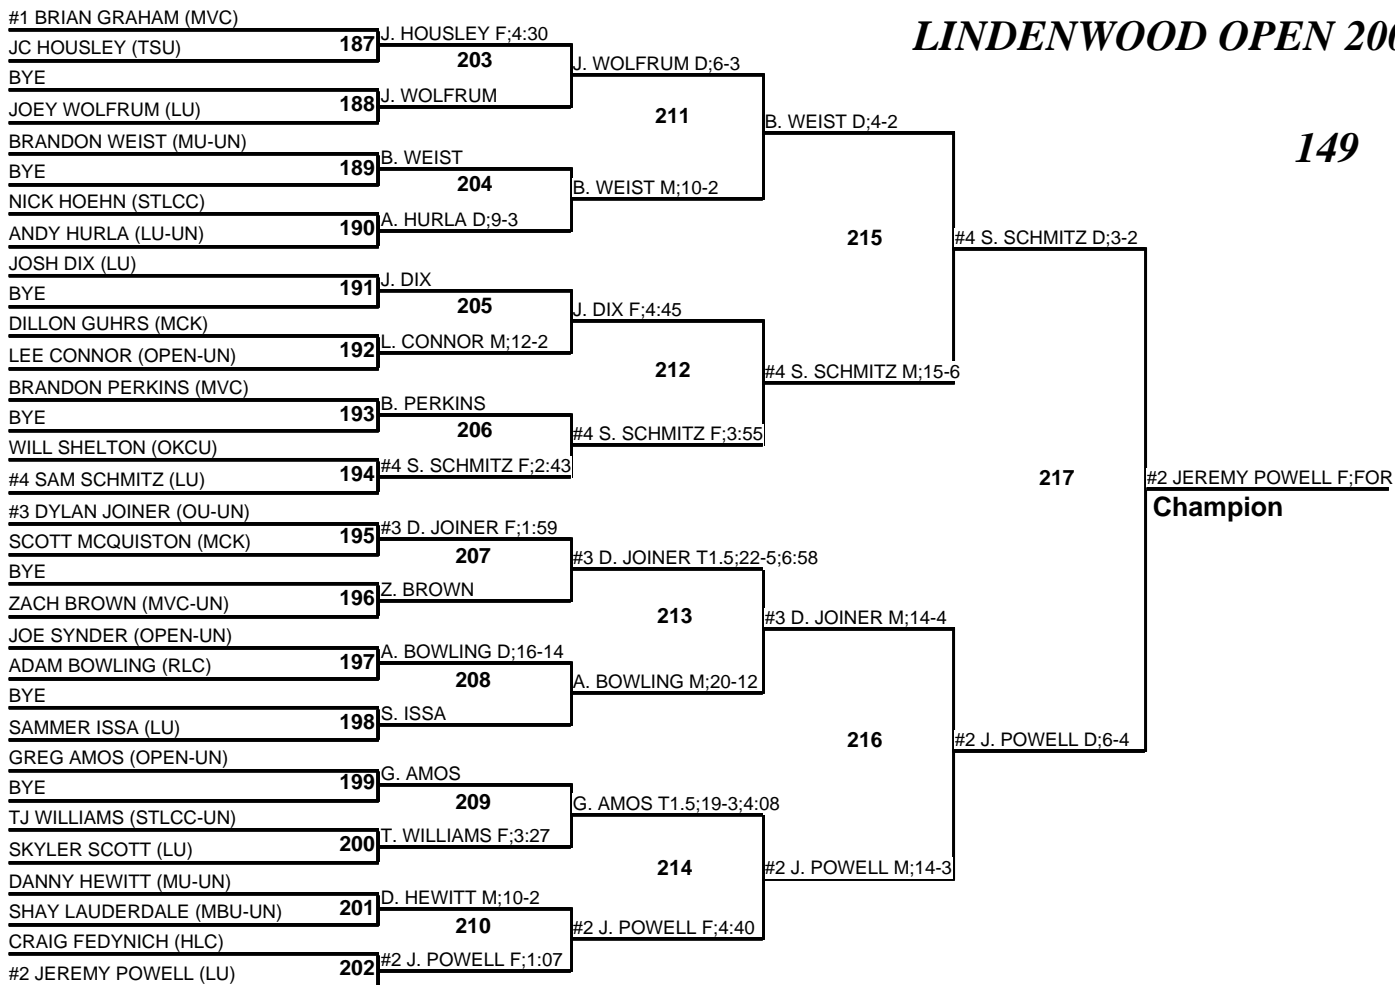 LINDENWOOD OPEN 200
149
#1 BRIAN GRAHAM (MVC)
JC HOUSLEY (TSU)
BYE
JOEY WOLFRUM (LU)
BRANDON WEIST (MU-UN)
BYE
NICK HOEHN (STLCC)
ANDY HURLA (LU-UN)
JOSH DIX (LU)
BYE
DILLON GUHRS (MCK)
LEE CONNOR (OPEN-UN)
BRANDON PERKINS (MVC)
BYE
WILL SHELTON (OKCU)
#4 SAM SCHMITZ (LU)
#3 DYLAN JOINER (OU-UN)
SCOTT MCQUISTON (MCK)
BYE
ZACH BROWN (MVC-UN)
JOE SYNDER (OPEN-UN)
ADAM BOWLING (RLC)
BYE
SAMMER ISSA (LU)
GREG AMOS (OPEN-UN)
BYE
TJ WILLIAMS (STLCC-UN)
SKYLER SCOTT (LU)
DANNY HEWITT (MU-UN)
SHAY LAUDERDALE (MBU-UN)
CRAIG FEDYNICH (HLC)
#2 JEREMY POWELL (LU)
187
188
189
190
191
192
193
194
195
196
197
198
199
200
201
202
J. HOUSLEY F;4:30
203
J. WOLFRUM
B. WEIST
204
A. HURLA D;9-3
J. DIX
205
L. CONNOR M;12-2
B. PERKINS
206
#4 S. SCHMITZ F;2:43
#3 D. JOINER F;1:59
207
Z. BROWN
A. BOWLING D;16-14
208
S. ISSA
G. AMOS
209
T. WILLIAMS F;3:27
D. HEWITT M;10-2
210
#2 J. POWELL F;1:07
J. WOLFRUM D;6-3
211
B. WEIST M;10-2
J. DIX F;4:45
212
#4 S. SCHMITZ F;3:55
#3 D. JOINER T1.5;22-5;6:58
213
A. BOWLING M;20-12
G. AMOS T1.5;19-3;4:08
214
#2 J. POWELL F;4:40
B. WEIST D;4-2
215
#4 S. SCHMITZ M;15-6
#3 D. JOINER M;14-4
216
#2 J. POWELL M;14-3
#4 S. SCHMITZ D;3-2
217
#2 J. POWELL D;6-4
#2 JEREMY POWELL F;FOR
Champion